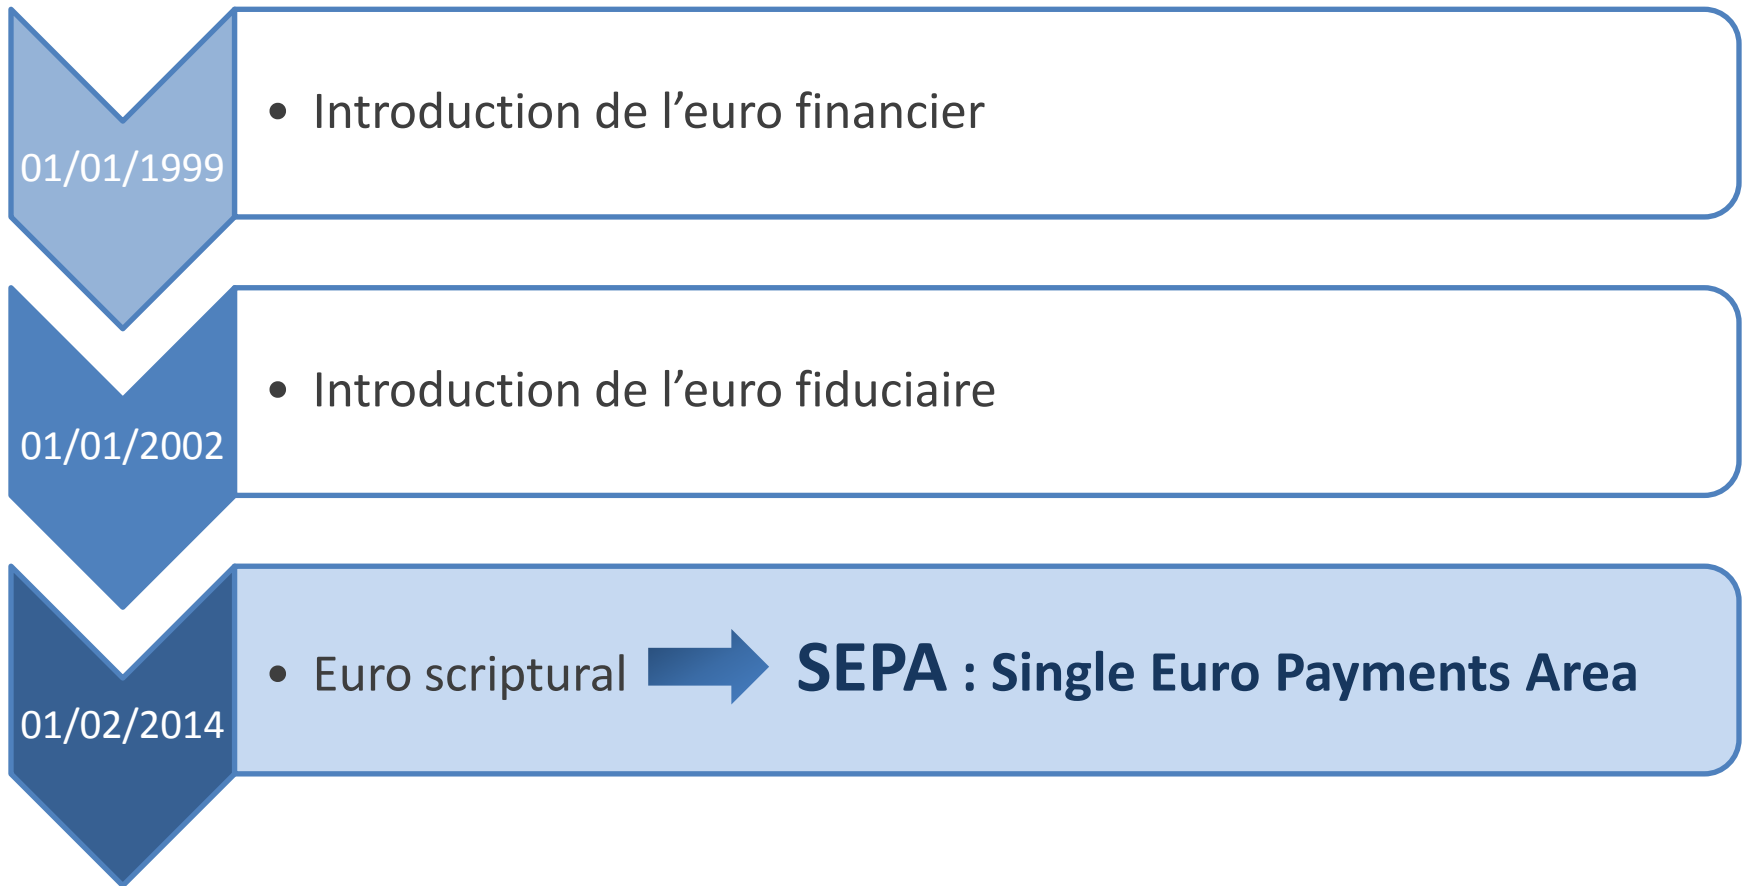 01/01/1999
• Introduction de l’euro financier
01/01/2002
• Introduction de l’euro fiduciaire
01/02/2014
• Euro scriptural SEPA : Single Euro Payments Area